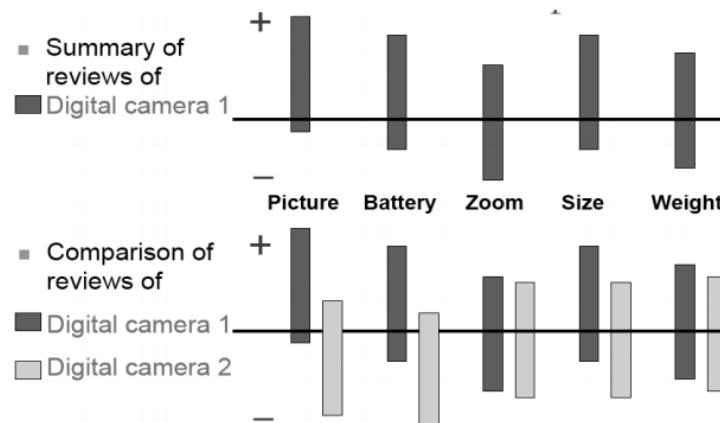 +
Summary of
reviews of
Digital camera 1
−
Picture Battery Zoom Size Weight
+
Comparison of
reviews of
Digital camera 1
Digital camera 2
−